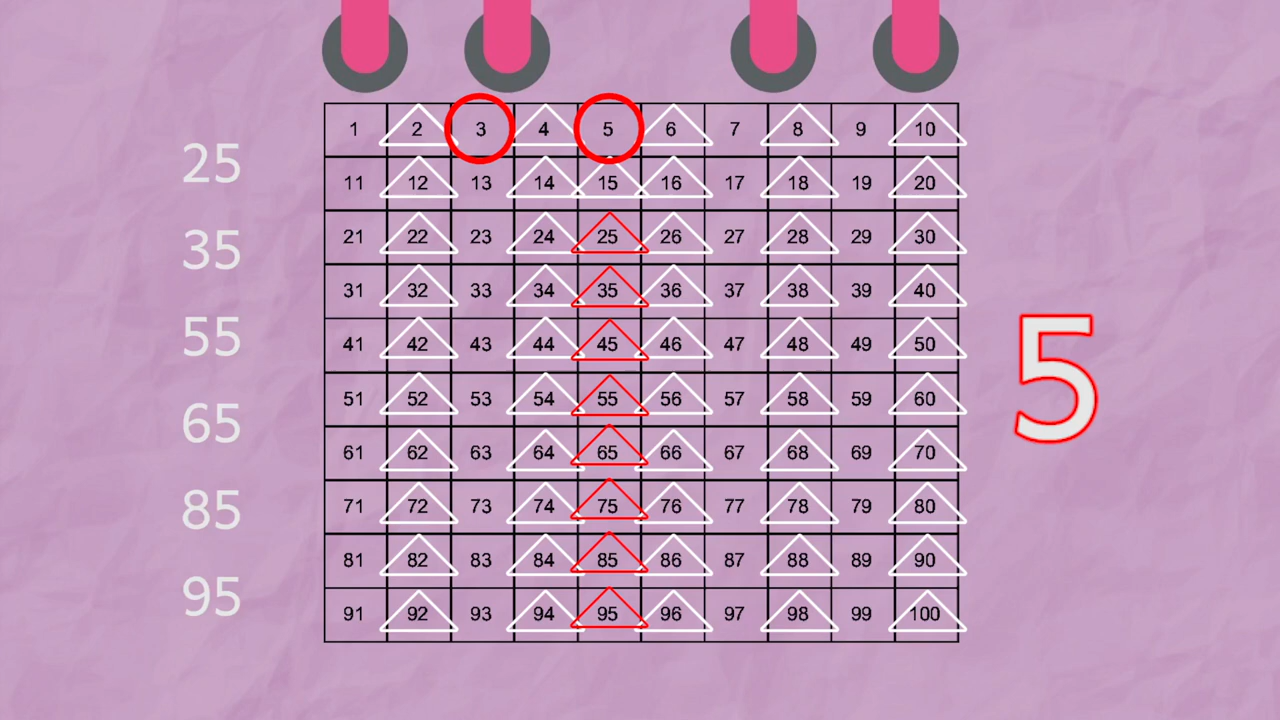 25
35
55
65
85
95
1 2 3 4 5 6 7 8 9 10
11 12 13 14 15 16 17 18 19 20
21 22 23 24 25 26 27 28 29 30
31 32 33 34 35 36 37 38 39 40
41 42 43 44 45 46 47 48 49 50
51 52 53 54 55 56 57 58 59 60
61 62 63 64 65 66 67 68 69 70
71 72 73 74 75 76 77 78 79 80
81 82 83 84 85 86 87 88 89 90
91 92 93 94 95 96 97 98 99 100
5